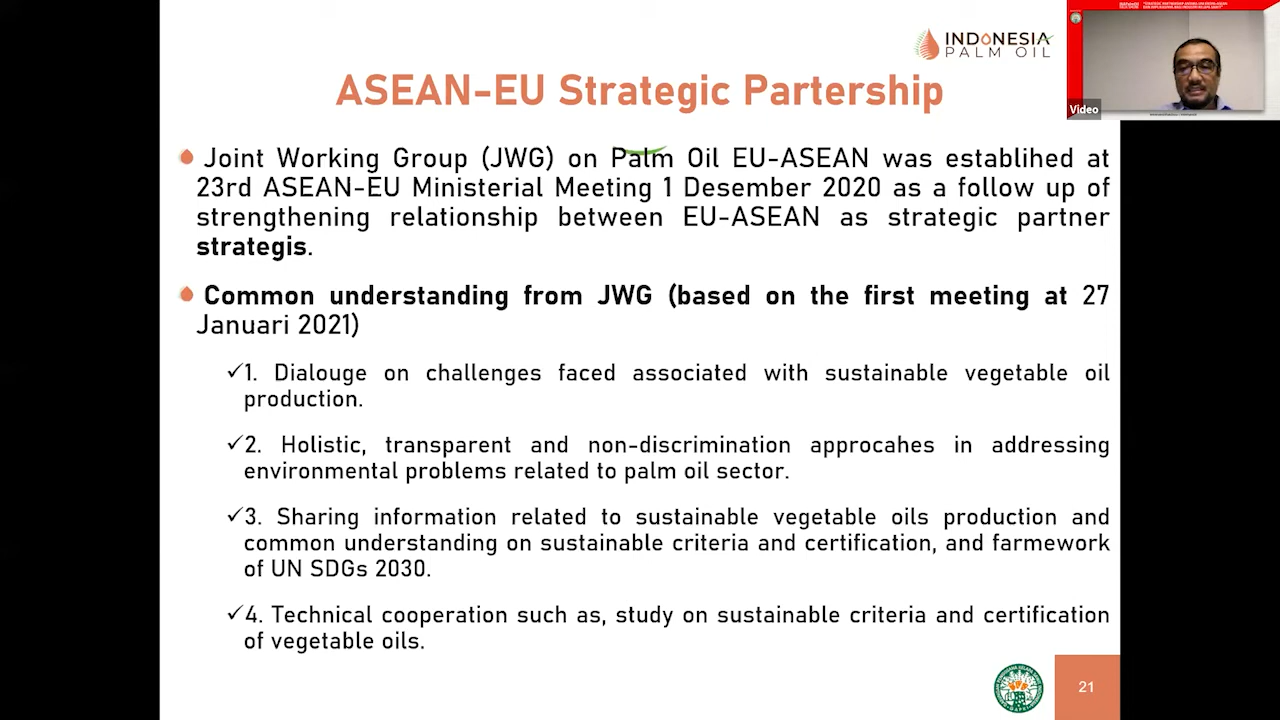 INDONESIA
PALM OIL
ASEAN-EU Strategic Partership
Video
Joint Working Group (JWG) on Palm Oil EU-ASEAN was establihed at
23rd ASEAN-EU Ministerial Meeting 1 Desember 2020 as a follow up of
strengthening relationship between EU-ASEAN as strategic partner
strategis.
Common understanding from JWG (based on the first meeting at 27
Januari 2021)
✓1. Dialouge on challenges faced associated with sustainable vegetable oil
production.
✓2. Holistic, transparent and non-discrimination approcahes in addressing
environmental problems related to palm oil sector.
✓3. Sharing information related to sustainable vegetable oils production and
common understanding on sustainable criteria and certification, and farmework
of UN SDGs 2030.
✓4. Technical cooperation such as, study on sustainable criteria and certification
of vegetable oils.
21